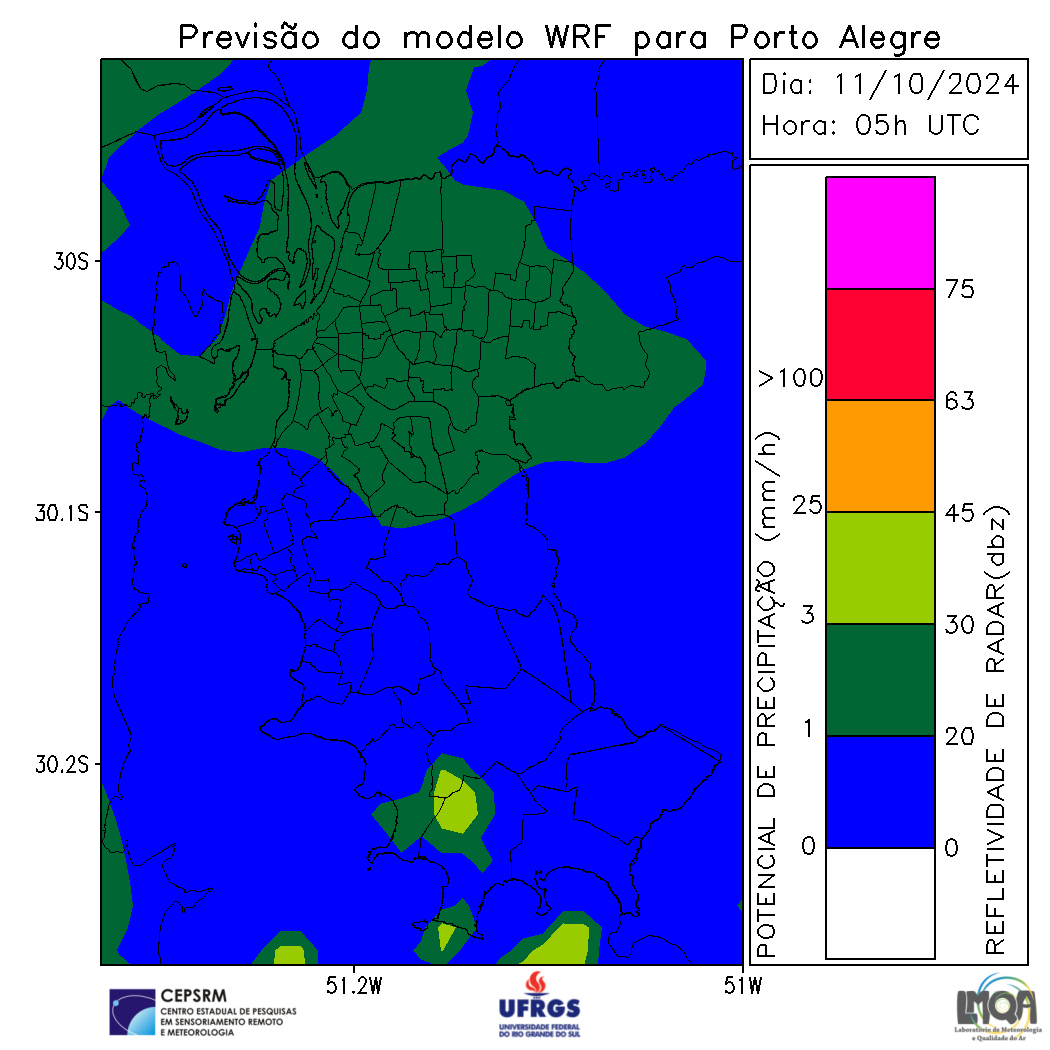 Previsão do modelo WRF para Porto Alegre
Dia: 11/10/2024
Hora: 05h UTC
30S
30.1S
30.2S
51.2W
51W
POTENCIAL DE PRECIPITAÇÃO (mm/h)
>100
25
3
1
0
75
63
45
30
20
0
REFLETIVIDADE DE RADAR(dbz)
CEPSRM
CENTRO ESTADUAL DE PESQUISAS
EM SENSORIAMENTO REMOTO
E METEOROLOGIA
UFRGS
UNIVERSIDADE FEDERAL
DO RIO GRANDE DO SUL
LMQA
Laboratório de Meteorologia
e Qualidade do Ar